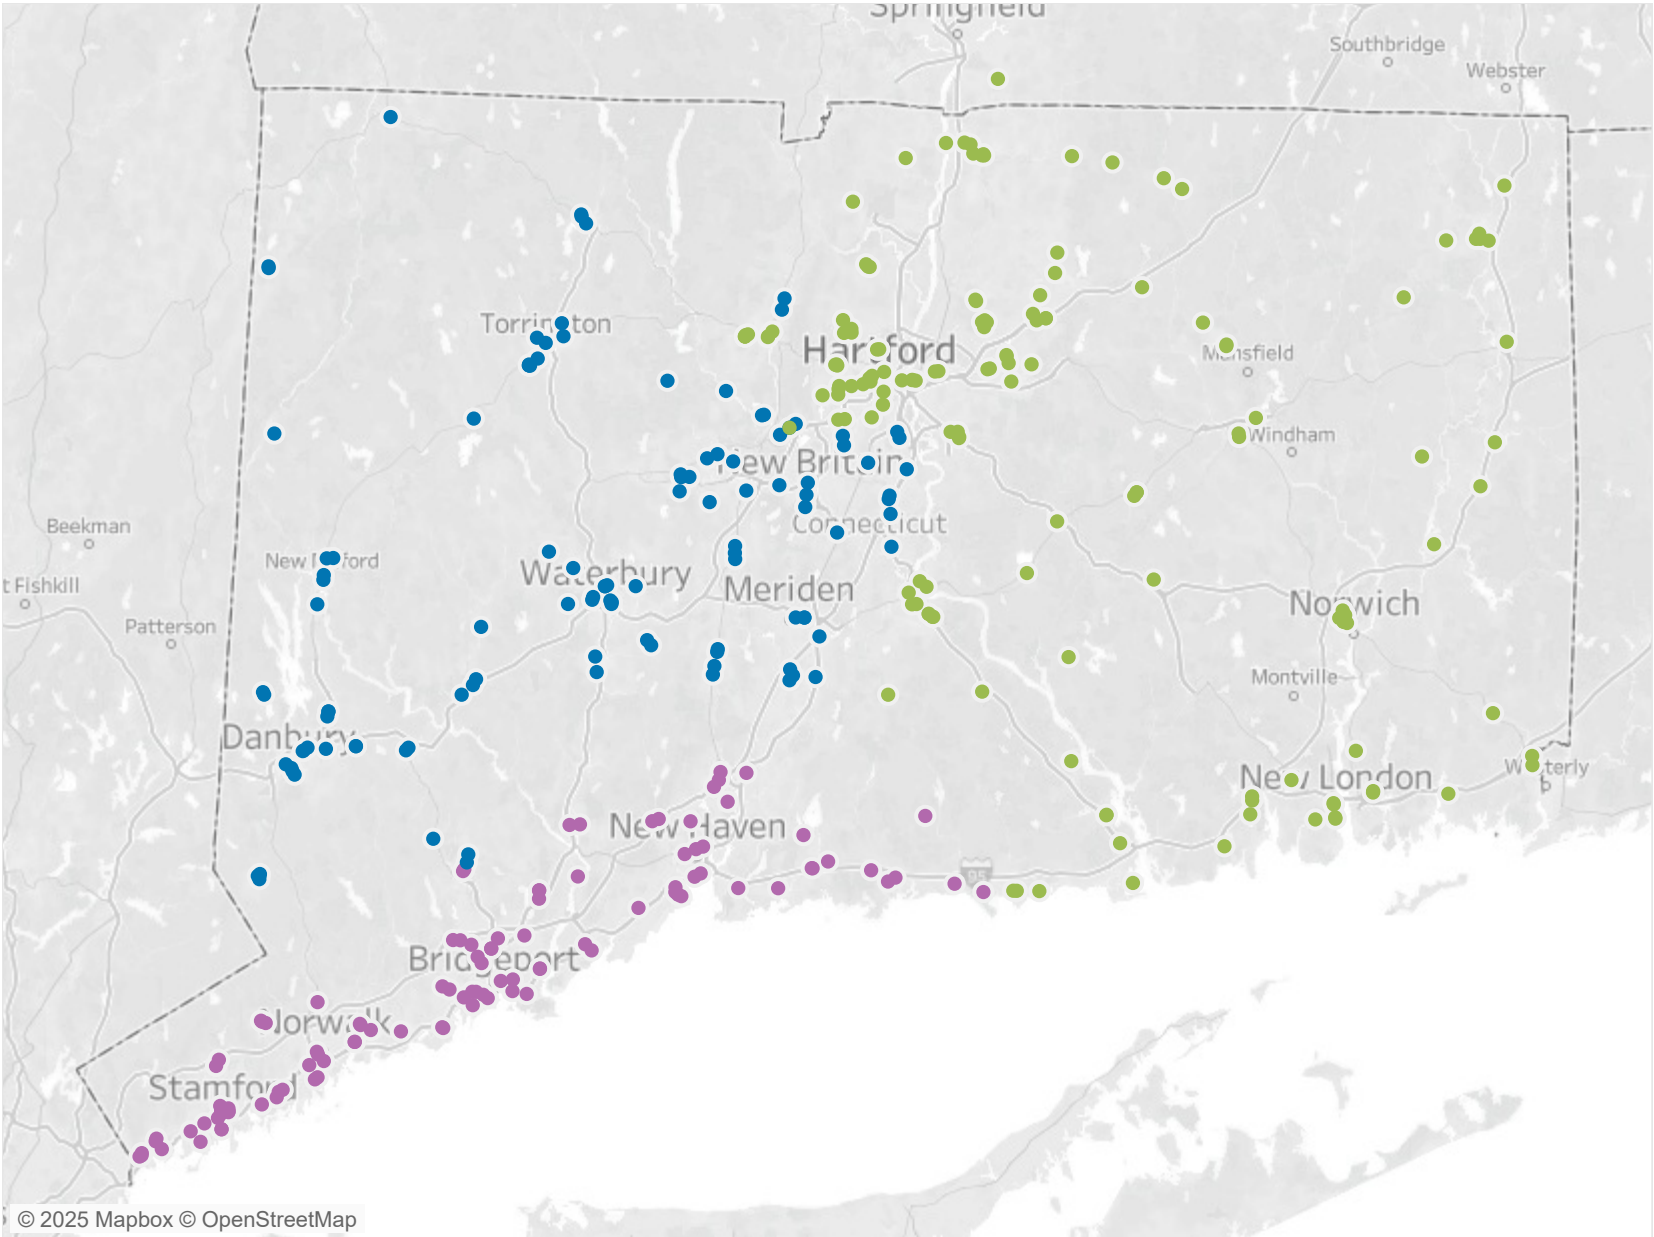 Springfield
Southbridge
Webster
Torrington
Hartford
Mansfield
Windham
New Britain
Connecticut
Beekman
New Milford
Waterbury
Meriden
t Fishkill
Norwich
Patterson
Montville
Danbury
New London
Westerly
New Haven
95
Bridgeport
Norwalk
Stamford
© 2025 Mapbox © OpenStreetMap